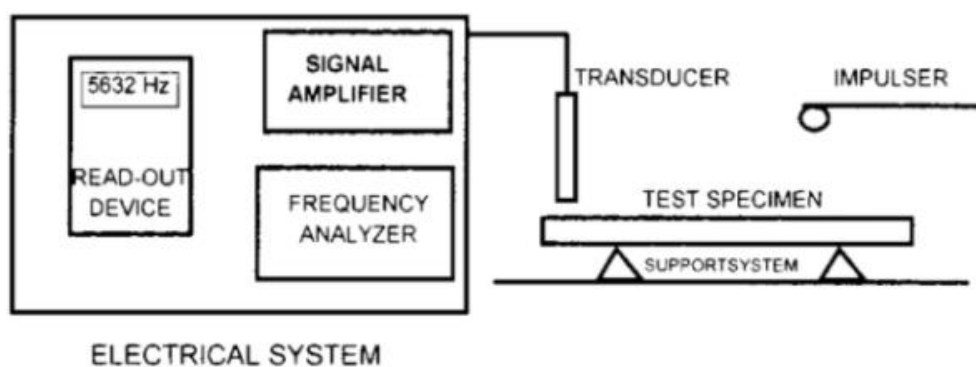 5632 Hz
READ-OUT
DEVICE
SIGNAL
AMPLIFIER
FREQUENCY
ANALYZER
TRANSDUCER
IMPULSER
TEST SPECIMEN
SUPPORTSYSTEM
ELECTRICAL SYSTEM